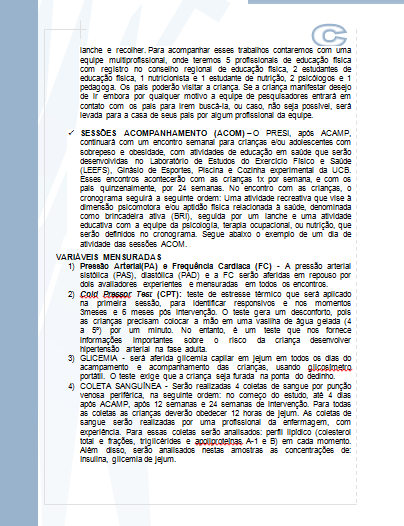 lanche e recolher. Para acompanhar esses trabalhos contaremos com uma
equipe multiprofissional, onde teremos 5 profissionais de educação física
com registro no conselho regional de educação física, 2 estudantes de
educação física, 1 nutricionista e 1 estudante de nutrição, 2 psicólogos e 1
pedagoga. Os pais poderão visitar a criança. Se a criança manifestar desejo
de ir embora por qualquer motivo a equipe de pesquisadores entrará em
contato com os pais para irem buscá-la, ou caso, não seja possível, será
levada para a casa de seus pais por algum profissional da equipe.
✓ SESSÕES ACOMPANHAMENTO (ACOM) – O PRESI, após ACAMP,
continuará com um encontro semanal para crianças e/ou adolescentes com
sobrepeso e obesidade, com atividades de educação em saúde que serão
desenvolvidas no Laboratório de Estudos do Exercício Físico e Saúde
(LEEFS), Ginásio de Esportes, Piscina e Cozinha experimental da UCB.
Esses encontros acontecerão com as crianças 1x por semana, e com os
pais quinzenalmente, por 24 semanas. No encontro com as crianças, o
cronograma seguirá a seguinte ordem: Uma atividade recreativa que vise à
dimensão psicomotora e/ou aptidão física relacionada à saúde, denominada
como brincadeira ativa (BRI), seguida por um lanche e uma atividade
educativa com a equipe da psicologia, terapia ocupacional, ou nutrição, que
serão definidos no cronograma. Segue abaixo o exemplo de um dia de
atividade das sessões ACOM.
VARIÁVEIS MENSURADAS
1) Pressão Arterial(PA) e Frequência Cardíaca (FC) - A pressão arterial
sistólica (PAS), diastólica (PAD) e a FC serão aferidas em repouso por
dois avaliadores experientes e mensuradas em todos os encontros.
2) Cold Pressor Test (CPT): teste de estresse térmico que será aplicado
na primeira sessão, para identificar responsivos e nos momentos
3meses e 6 meses pós intervenção. O teste gera um desconforto, pois
as crianças precisam colocar a mão em uma vasilha de água gelada (4
a 5º) por um minuto. No entanto, é um teste que nos fornece
informações importantes sobre o risco da criança desenvolver
hipertensão arterial na fase adulta.
3) GLICEMIA - será aferida glicemia capilar em jejum em todos os dias do
acampamento e acompanhamento das crianças, usando glicosímetro
portátil. O teste exige que a criança seja furada na ponta do dedinho.
4) COLETA SANGUÍNEA - Serão realizadas 4 coletas de sangue por punção
venosa periférica, na seguinte ordem: no começo do estudo, até 4 dias
após ACAMP, após 12 semanas e 24 semanas de intervenção. Para todas
as coletas as crianças deverão obedecer 12 horas de jejum. As coletas de
sangue serão realizadas por uma profissional da enfermagem, com
experiência. Para essas coletas serão analisados: perfil lipídico (colesterol
total e frações, triglicérides e apoliproteínas A-1 e B) em cada momento.
Além disso, serão analisados nestas amostras as concentrações de:
insulina, glicemia de jejum.